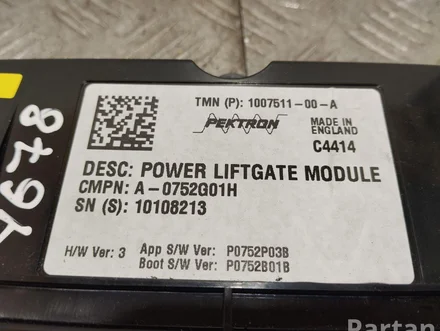 TMN (P): 1007511-00-A
PEKTRON
MADE IN
ENGLAND
C4414
DESC: POWER LIFTGATE MODULE
CMPN: A-0752G01H
SN (S): 10108213
H/W Ver: 3 App S/W Ver: P0752P03B
Boot S/W Ver: P0752B01B
4678
Partan